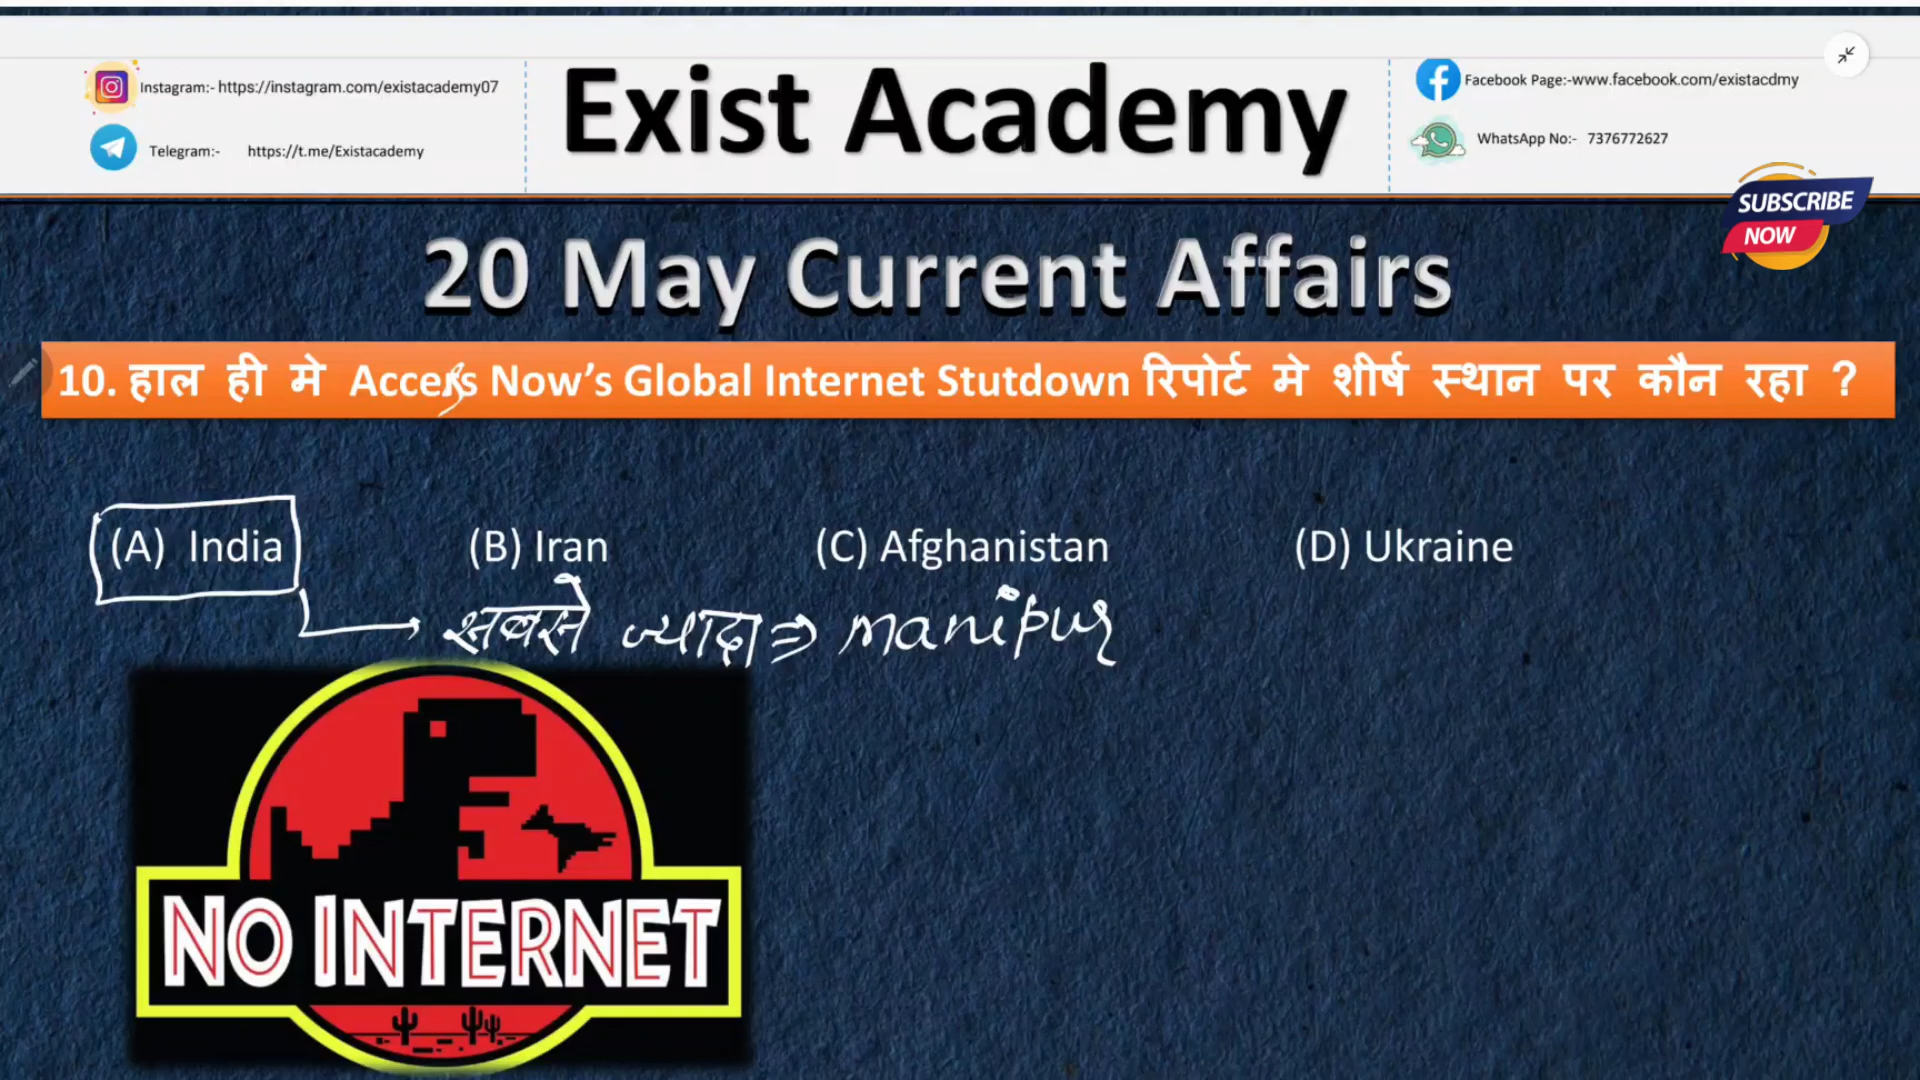 Instagram:- https://instagram.com/existacademy07
Telegram:- https://t.me/Existacademy
Exist Academy
Facebook Page:-www.facebook.com/existacdmy
WhatsApp No:- 7376772627
SUBSCRIBE
NOW
20 May Current Affairs
10. हाल ही मे Access Now’s Global Internet Stutdown रिपोर्ट मे शीर्ष स्थान पर कौन रहा ?
(A) India (B) Iran (C) Afghanistan (D) Ukraine
सबसे ज्यादा ⇒ manipur
NO INTERNET